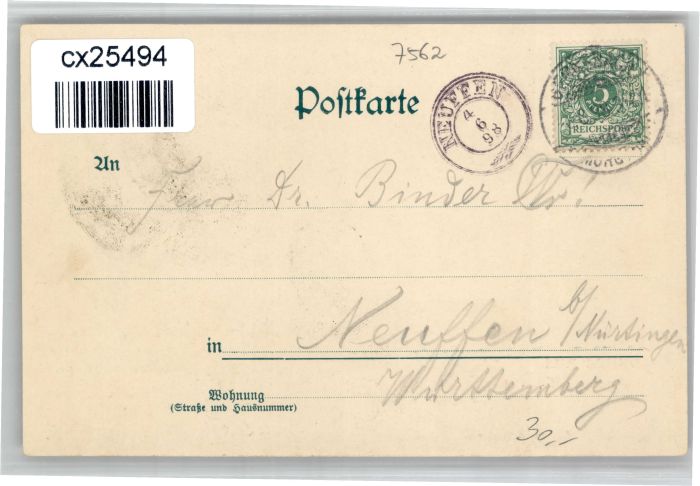 cx25494
7562
Postkarte
NEUFFEN
4
6
98
5
REICHSPOST
An
Dr. Binder
in Neuffen b/
Nürtingen
Württemberg
Wohnung
(Straße und Hausnummer)
30,-